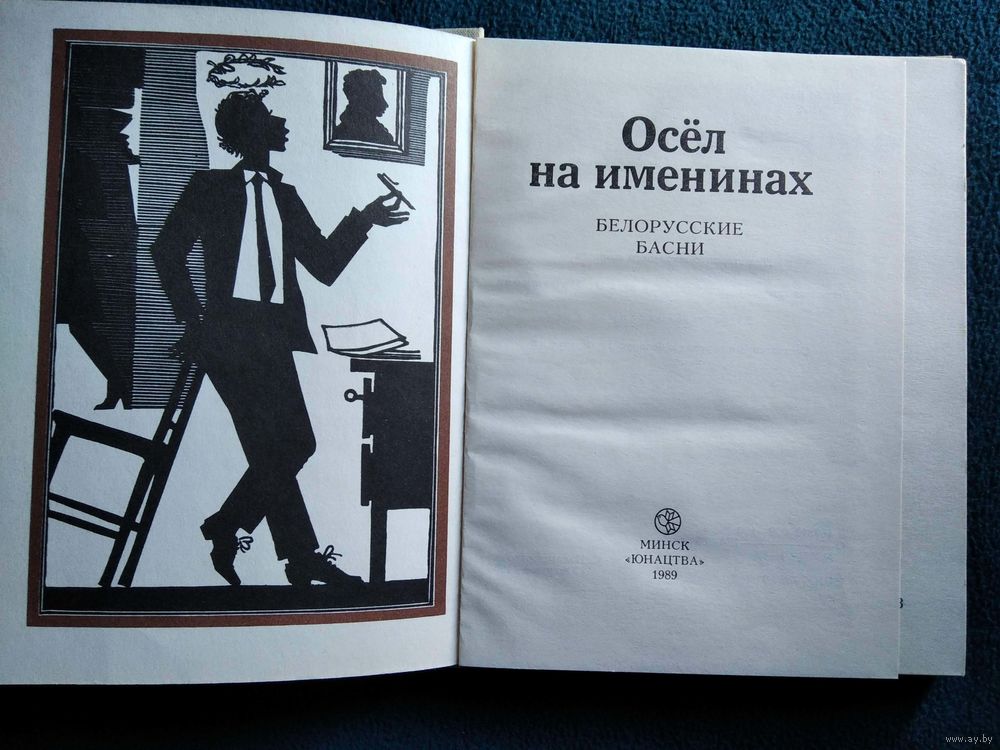 Осёл
на именинах
БЕЛОРУССКИЕ
БАСНИ
МИНСК
«ЮНАЦТВА»
1989
www.ay.by